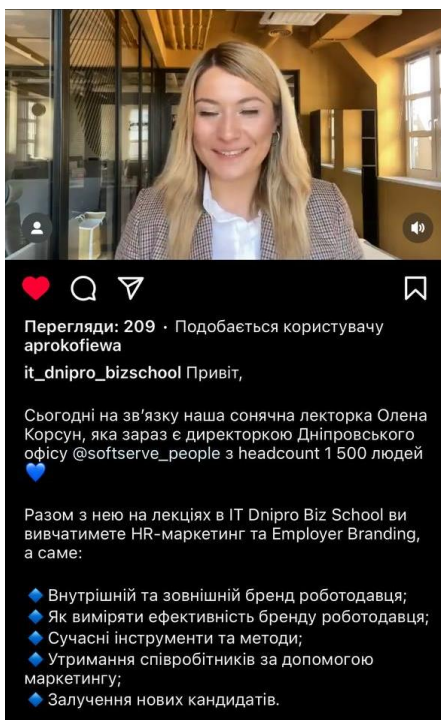 Перегляди: 209 · Подобається користувачу
aprokofiewa
it_dnipro_bizschool Привіт,
Сьогодні на зв’язку наша сонячна лекторка Олена
Корсун, яка зараз є директоркою Дніпровського
офісу @softserve_people з headcount 1 500 людей
💙
Разом з нею на лекціях в IT Dnipro Biz School ви
вивчатимете HR-маркетинг та Employer Branding,
а саме:
🔹Внутрішній та зовнішній бренд роботодавця;
🔹Як виміряти ефективність бренду роботодавця;
🔹Сучасні інструменти та методи;
🔹Утримання співробітників за допомогою
маркетингу;
🔹Залучення нових кандидатів.